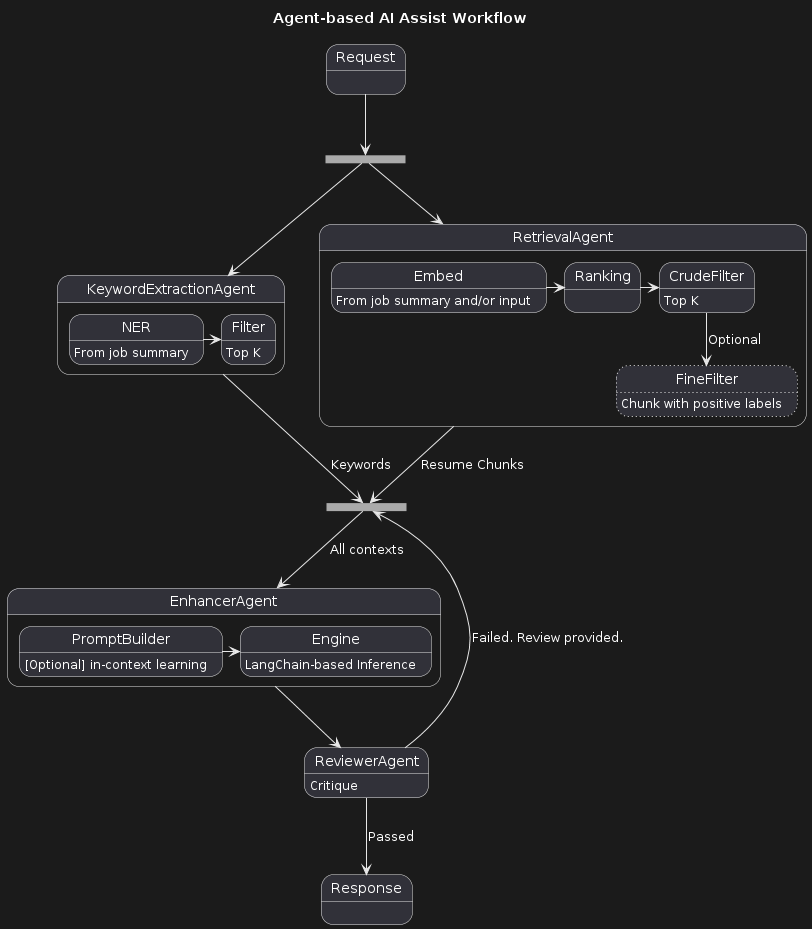 Agent-based AI Assist Workflow
Request
RetrievalAgent
Embed
From job summary and/or input
Ranking
CrudeFilter
Top K
Optional
FineFilter
Chunk with positive labels
KeywordExtractionAgent
NER
From job summary
Filter
Top K
Keywords
Resume Chunks
All contexts
EnhancerAgent
PromptBuilder
[Optional] in-context learning
Engine
LangChain-based Inference
Failed. Review provided.
ReviewerAgent
Critique
Passed
Response